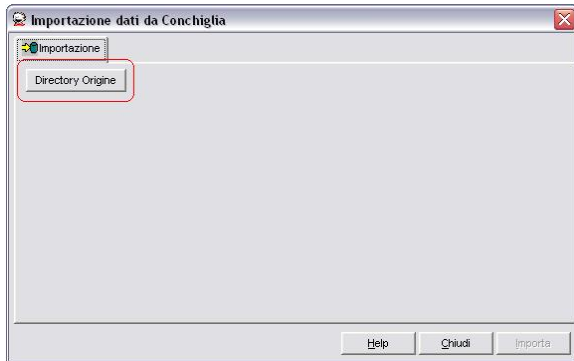 Importazione dati da Conchiglia
Importazione
Directory Origine
Help
Chiudi
Importa